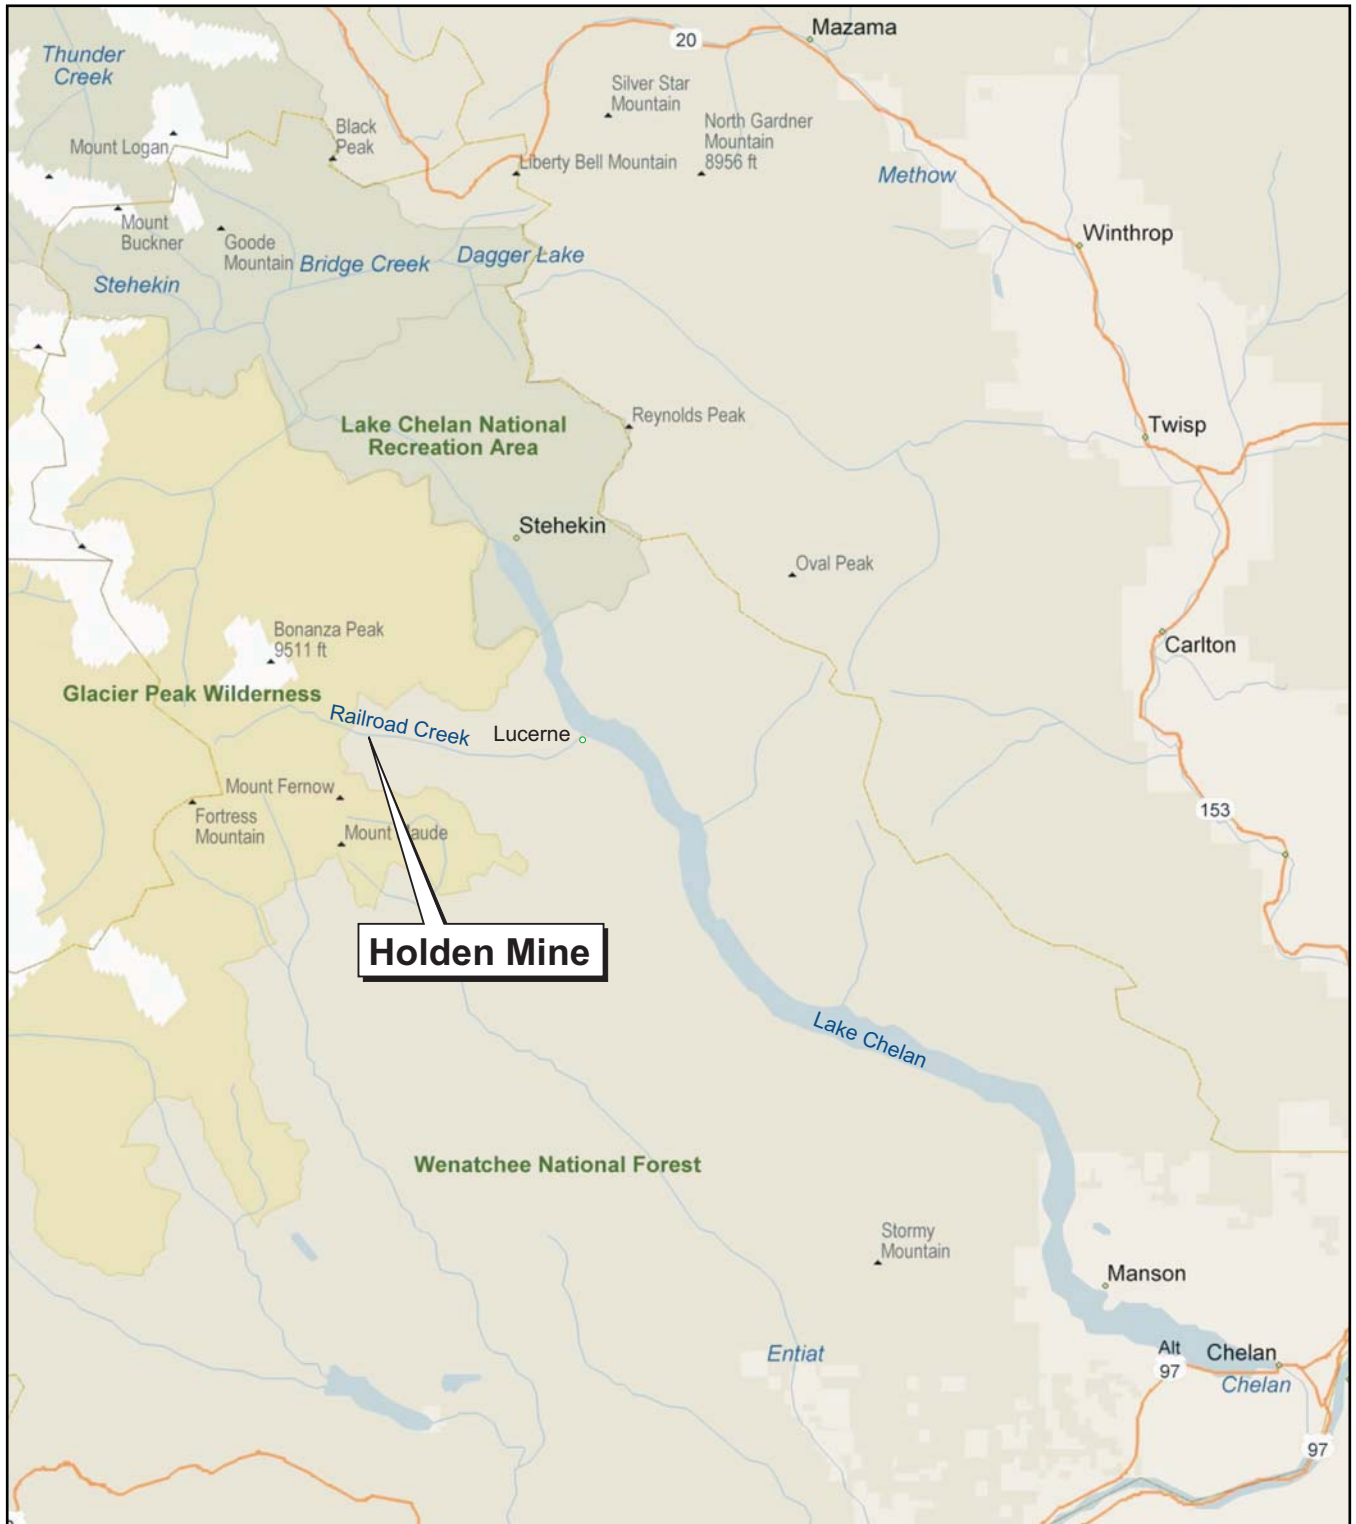 Mazama
20
Thunder
Creek
Silver Star
Mountain
North Gardner
Mountain
8956 ft
Black
Peak
Mount Logan
Liberty Bell Mountain
Methow
Mount
Buckner
Goode
Mountain
Winthrop
Bridge Creek
Dagger Lake
Stehekin
Lake Chelan National
Recreation Area
Reynolds Peak
Twisp
Stehekin
Oval Peak
Bonanza Peak
9511 ft
Carlton
Glacier Peak Wilderness
Railroad Creek
Lucerne
Mount Fernow
Fortress
Mountain
153
Mount aude
Holden Mine
Lake Chelan
Wenatchee National Forest
Stormy
Mountain
Manson
Entiat
Alt
97
Chelan
Chelan
97